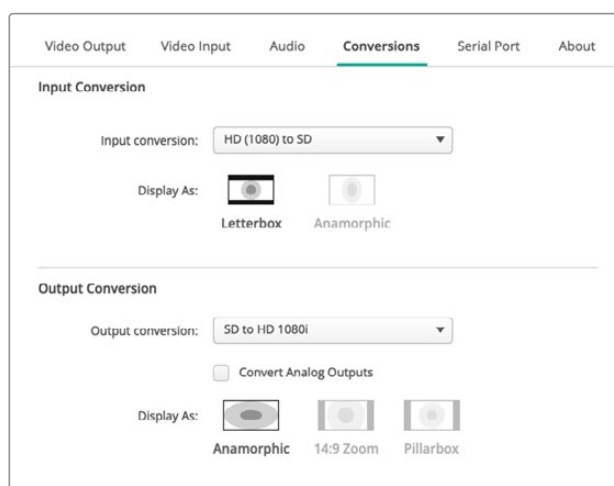 Video Output Video Input Audio Conversions Serial Port About
Input Conversion
Input conversion: HD (1080) to SD
Display As:
Letterbox Anamorphic
Output Conversion
Output conversion: SD to HD 1080i
Convert Analog Outputs
Display As:
Anamorphic 14:9 Zoom Pillarbox